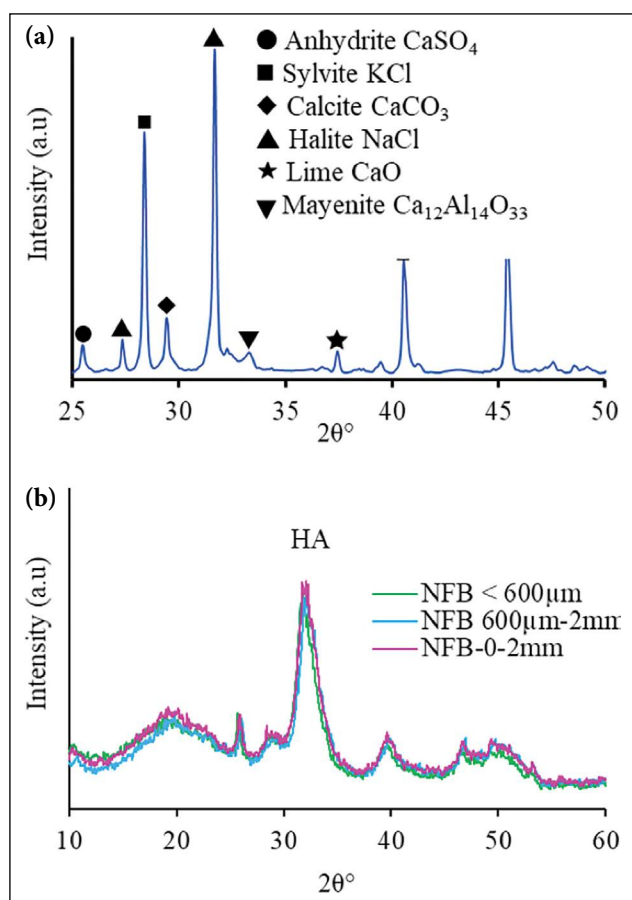 (a)
Anhydrite CaSO₄
Sylvite KCl
Calcite CaCO₃
Halite NaCl
Lime CaO
Mayenite Ca₁₂Al₁₄O₃₃
Intensity (a.u)
25 30 35 40 45 50
2θ°
(b)
HA
NFB < 600µm
NFB 600µm-2mm
NFB-0-2mm
Intensity (a.u)
10 20 30 40 50 60
2θ°